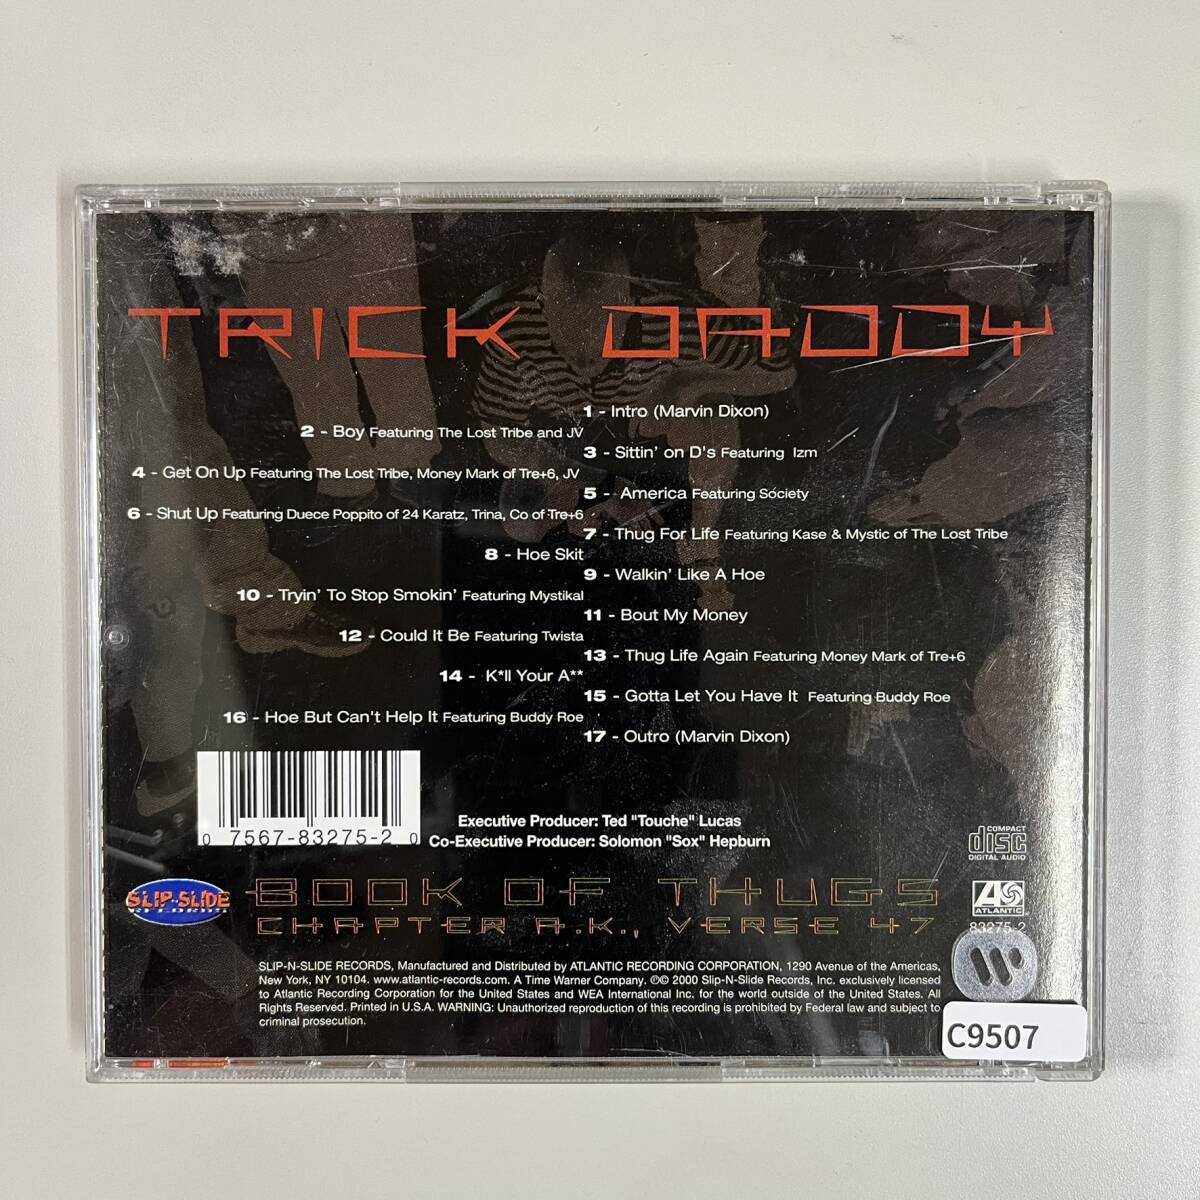 TRICK DADDY
1 - Intro (Marvin Dixon)
2 - Boy Featuring The Lost Tribe and JV
3 - Sittin' on D's Featuring Izm
4 - Get On Up Featuring The Lost Tribe, Money Mark of Tre+6, JV
5 - America Featuring Society
6 - Shut Up Featuring Duece Poppito of 24 Karatz, Trina, Co of Tre+6
7 - Thug For Life Featuring Kase & Mystic of The Lost Tribe
8 - Hoe Skit
9 - Walkin' Like A Hoe
10 - Tryin' To Stop Smokin' Featuring Mystikal
11 - Bout My Money
12 - Could It Be Featuring Twista
13 - Thug Life Again Featuring Money Mark of Tre+6
14 - K*ll Your A**
15 - Gotta Let You Have It Featuring Buddy Roe
16 - Hoe But Can't Help It Featuring Buddy Roe
17 - Outro (Marvin Dixon)
0 7567-83275-2 0
Executive Producer: Ted "Touche" Lucas
Co-Executive Producer: Solomon "Sox" Hepburn
COMPACT
disc
DIGITAL AUDIO
SLIP-N-SLIDE
RECORDS
BOOK OF THUGS
CHAPTER A.K., VERSE 47
ATLANTIC
83275-2
SLIP-N-SLIDE RECORDS, Manufactured and Distributed by ATLANTIC RECORDING CORPORATION, 1290 Avenue of the Americas,
New York, NY 10104. www.atlantic-records.com. A Time Warner Company. ℗© 2000 Slip-N-Slide Records, Inc. exclusively licensed
to Atlantic Recording Corporation for the United States and WEA International Inc. for the world outside of the United States. All
Rights Reserved. Printed in U.S.A. WARNING: Unauthorized reproduction of this recording is prohibited by Federal law and subject to
criminal prosecution.
C9507